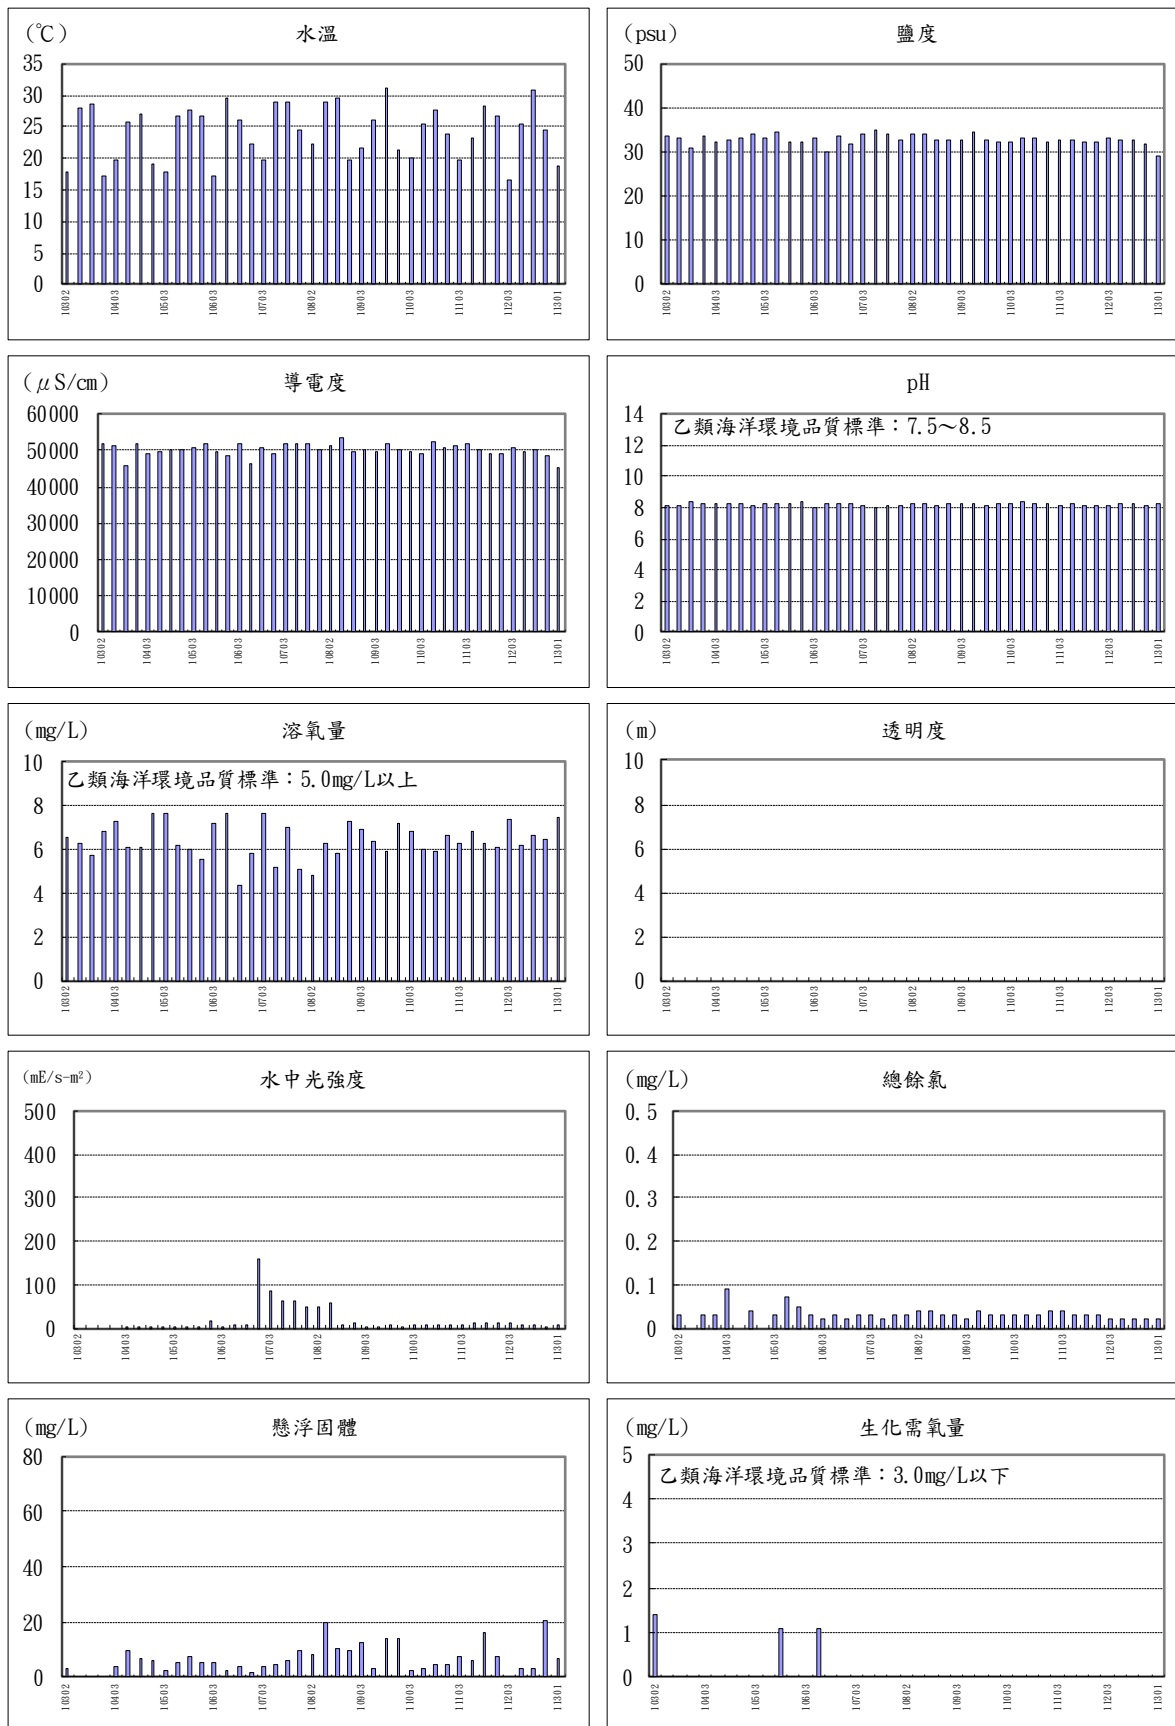 (℃) 水溫
35
30
25
20
15
10
5
0
10302 10403 10503 10603 10703 10802 10903 11003 11103 11203 11301
(psu) 鹽度
50
40
30
20
10
0
10302 10403 10503 10603 10703 10802 10903 11003 11103 11203 11301
(μS/cm) 導電度
60000
50000
40000
30000
20000
10000
0
10302 10403 10503 10603 10703 10802 10903 11003 11103 11203 11301
pH
乙類海洋環境品質標準：7.5～8.5
14
12
10
8
6
4
2
0
10302 10403 10503 10603 10703 10802 10903 11003 11103 11203 11301
(mg/L) 溶氧量
乙類海洋環境品質標準：5.0mg/L以上
10
8
6
4
2
0
10302 10403 10503 10603 10703 10802 10903 11003 11103 11203 11301
(m) 透明度
10
8
6
4
2
0
10302 10403 10503 10603 10703 10802 10903 11003 11103 11203 11301
(mE/s-m²) 水中光強度
500
400
300
200
100
0
10302 10403 10503 10603 10703 10802 10903 11003 11103 11203 11301
(mg/L) 總餘氯
0.5
0.4
0.3
0.2
0.1
0
10302 10403 10503 10603 10703 10802 10903 11003 11103 11203 11301
(mg/L) 懸浮固體
80
60
40
20
0
10302 10403 10503 10603 10703 10802 10903 11003 11103 11203 11301
(mg/L) 生化需氧量
乙類海洋環境品質標準：3.0mg/L以下
5
4
3
2
1
0
10302 10403 10503 10603 10703 10802 10903 11003 11103 11203 11301